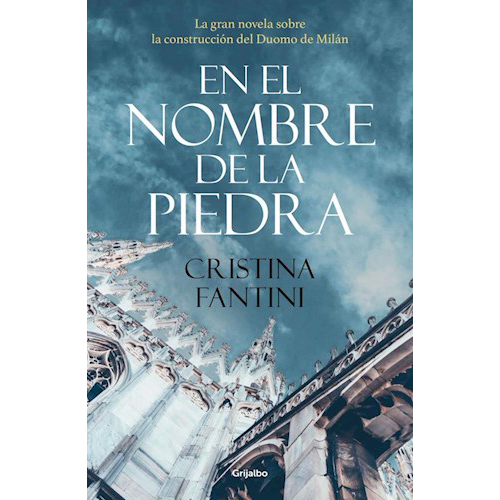 La gran novela sobre
la construcción del Duomo de Milán
EN EL
NOMBRE
DE LA
PIEDRA
CRISTINA
FANTINI
Grijalbo